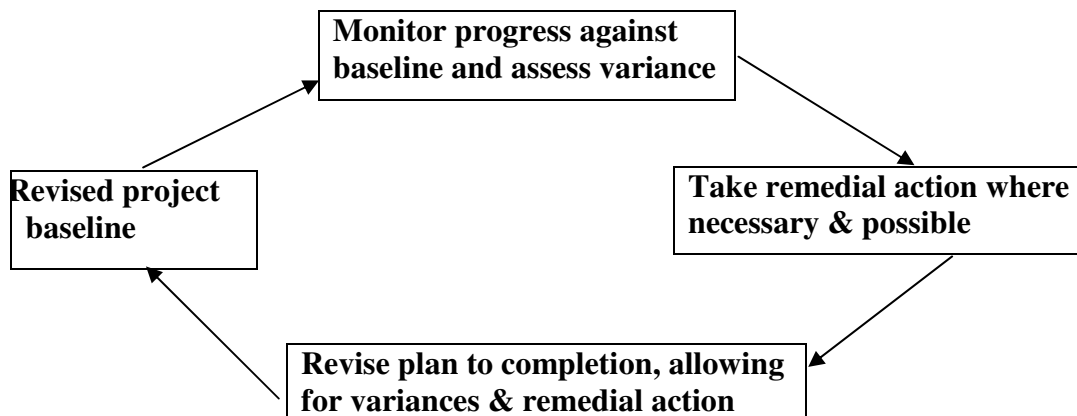 Monitor progress against
baseline and assess variance
Take remedial action where
necessary & possible
Revise plan to completion, allowing
for variances & remedial action
Revised project
baseline